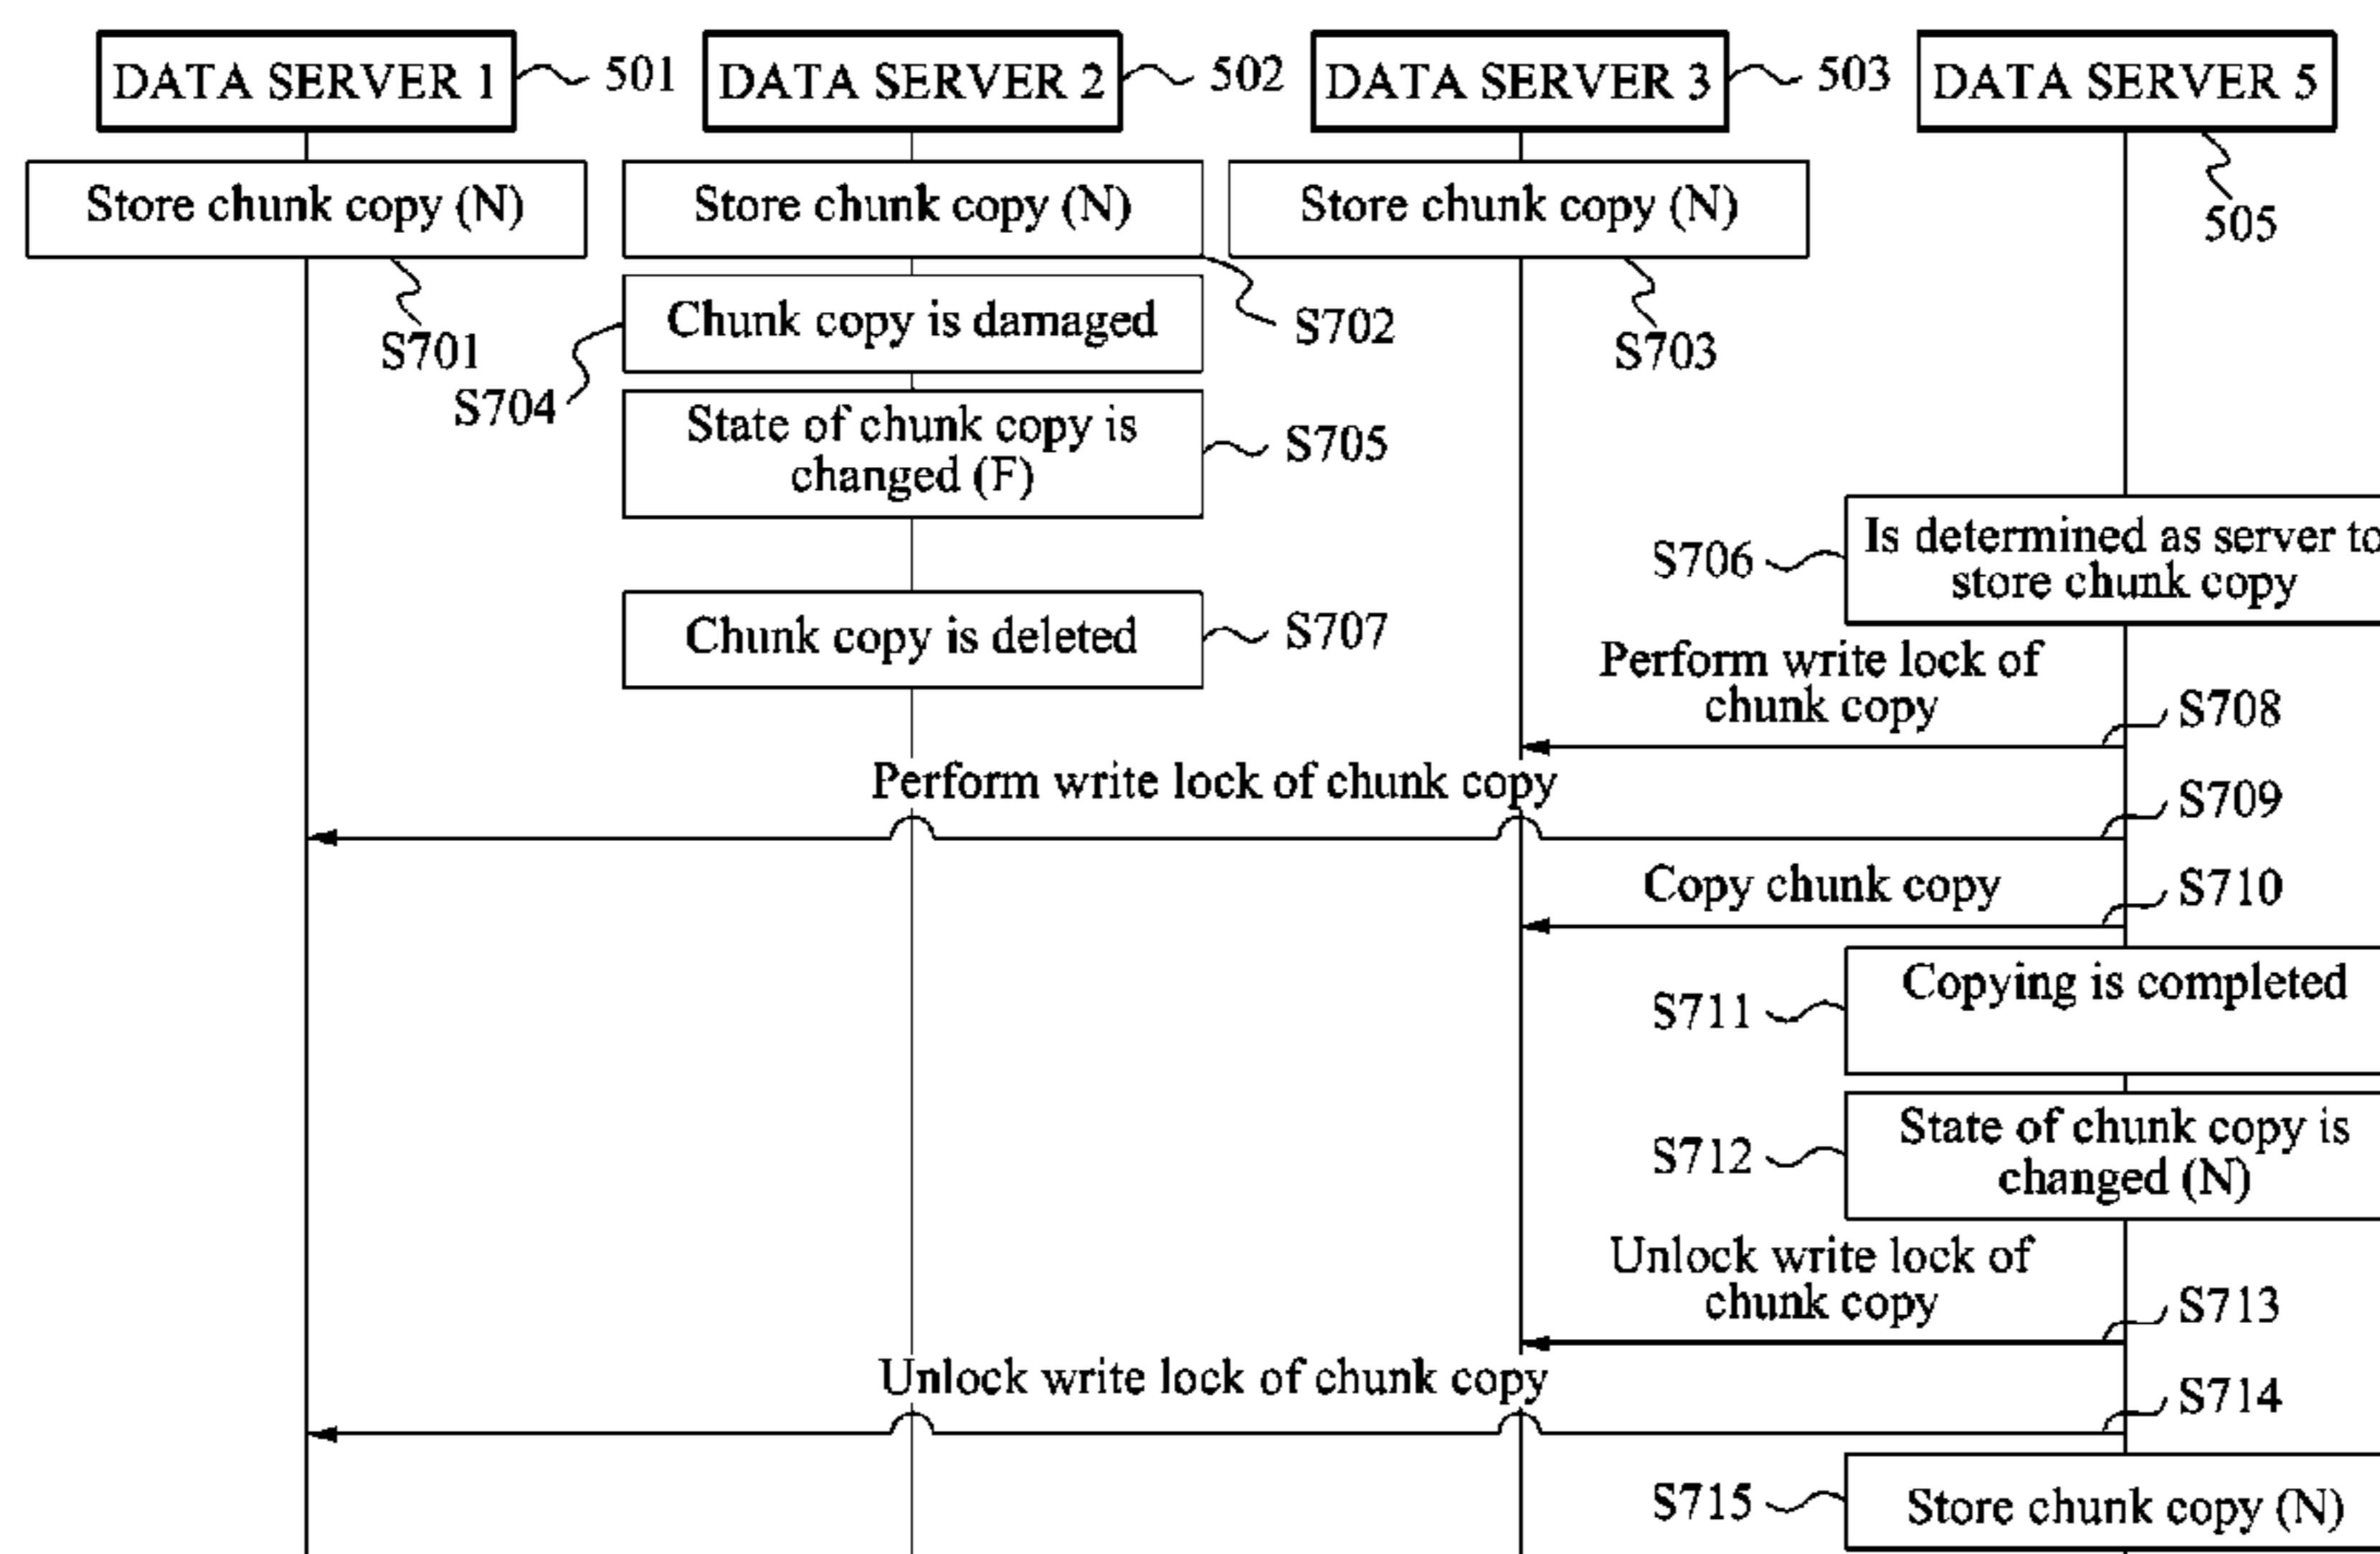 DATA SERVER 1
501
DATA SERVER 2
502
DATA SERVER 3
503
DATA SERVER 5
505
Store chunk copy (N)
Store chunk copy (N)
Store chunk copy (N)
S701
S702
S703
Chunk copy is damaged
S704
State of chunk copy is
changed (F)
S705
Is determined as server to
store chunk copy
S706
Chunk copy is deleted
S707
Perform write lock of
chunk copy
S708
Perform write lock of chunk copy
S709
Copy chunk copy
S710
Copying is completed
S711
State of chunk copy is
changed (N)
S712
Unlock write lock of
chunk copy
S713
Unlock write lock of chunk copy
S714
Store chunk copy (N)
S715